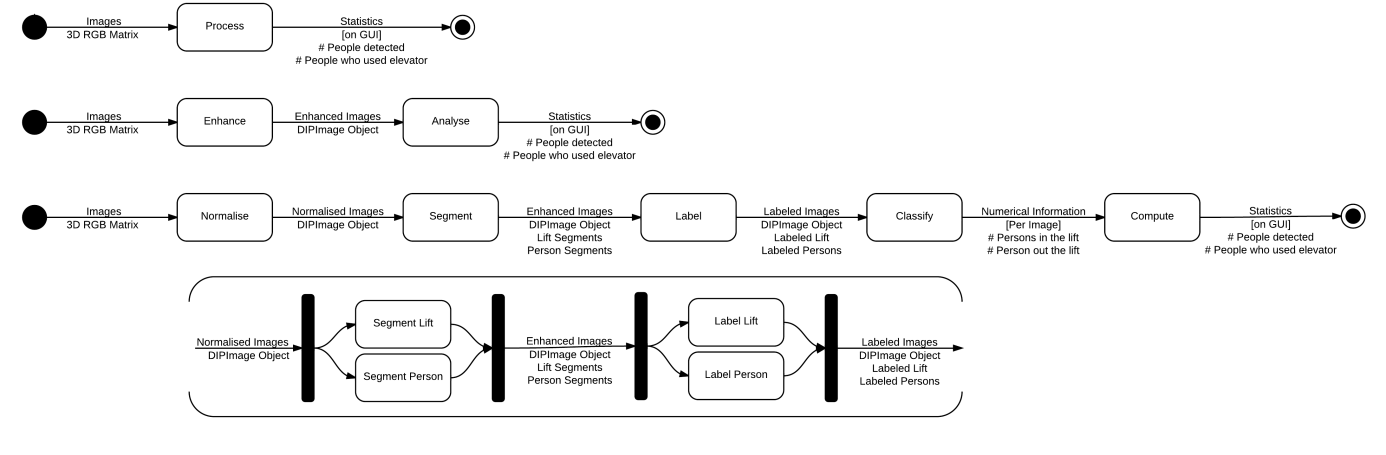 Images
3D RGB Matrix
Process
Statistics
[on GUI]
# People detected
# People who used elevator
Images
3D RGB Matrix
Enhance
Enhanced Images
DIPImage Object
Analyse
Statistics
[on GUI]
# People detected
# People who used elevator
Images
3D RGB Matrix
Normalise
Normalised Images
DIPImage Object
Segment
Enhanced Images
DIPImage Object
Lift Segments
Person Segments
Label
Labeled Images
DIPImage Object
Labeled Lift
Labeled Persons
Classify
Numerical Information
[Per Image]
# Persons in the lift
# Person out the lift
Compute
Statistics
[on GUI]
# People detected
# People who used elevator
Normalised Images
DIPImage Object
Segment Lift
Segment Person
Enhanced Images
DIPImage Object
Lift Segments
Person Segments
Label Lift
Label Person
Labeled Images
DIPImage Object
Labeled Lift
Labeled Persons